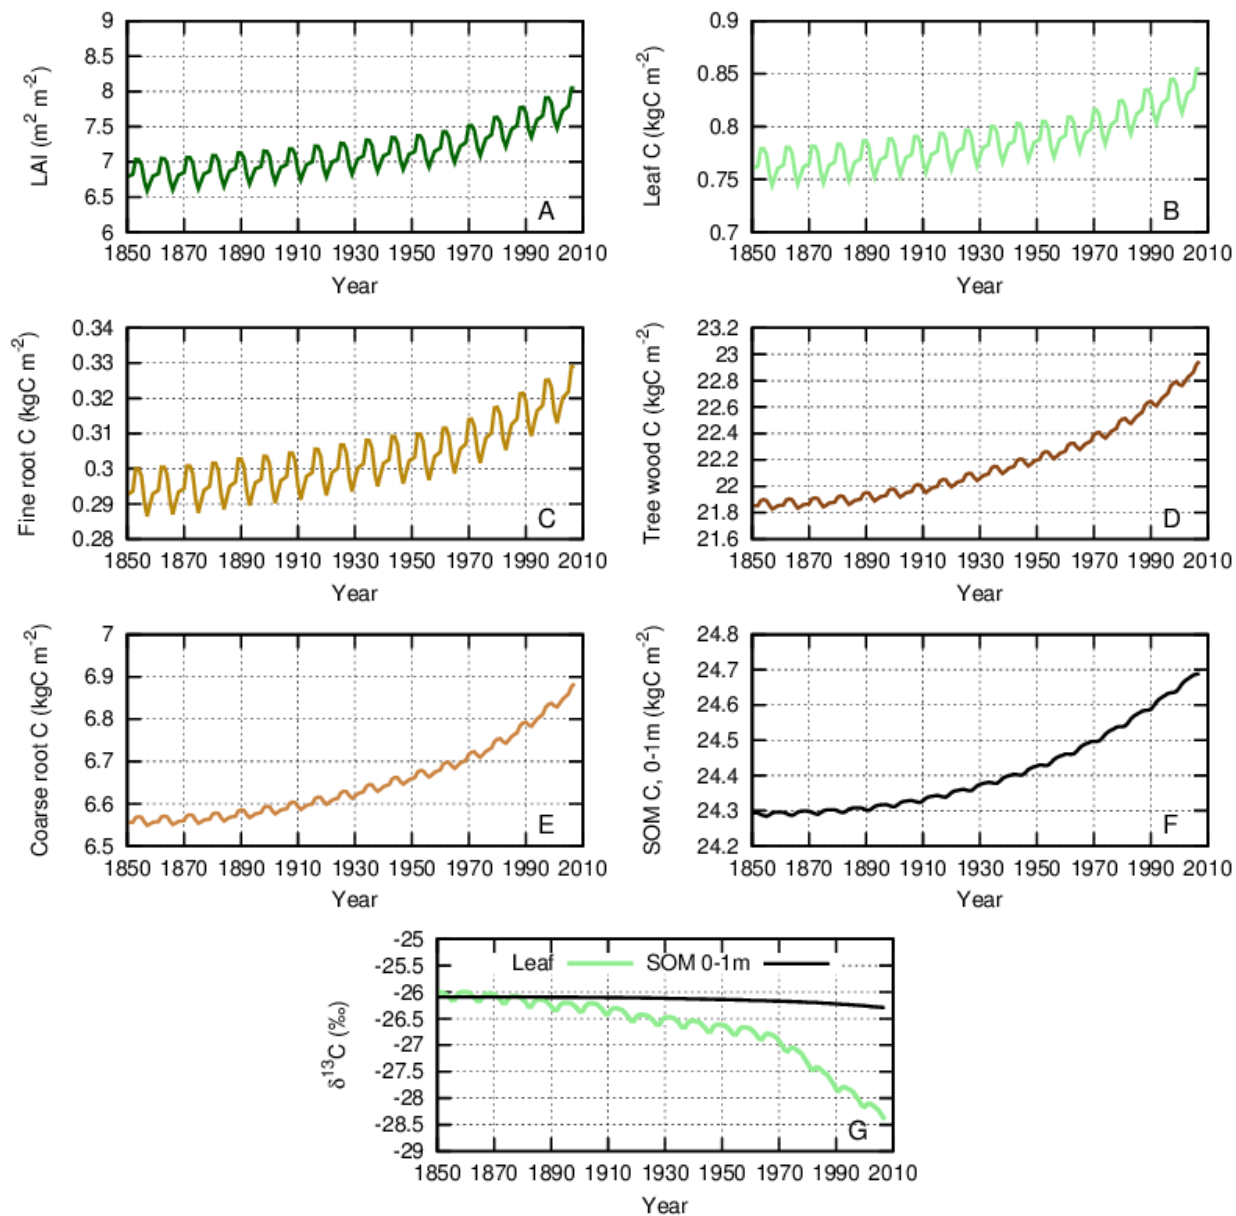 LAI (m² m⁻²)
9
8.5
8
7.5
7
6.5
6
1850 1870 1890 1910 1930 1950 1970 1990 2010
Year
A
Leaf C (kgC m⁻²)
0.9
0.85
0.8
0.75
0.7
1850 1870 1890 1910 1930 1950 1970 1990 2010
Year
B
Fine root C (kgC m⁻²)
0.34
0.33
0.32
0.31
0.3
0.29
0.28
1850 1870 1890 1910 1930 1950 1970 1990 2010
Year
C
Tree wood C (kgC m⁻²)
23.2
23
22.8
22.6
22.4
22.2
22
21.8
21.6
1850 1870 1890 1910 1930 1950 1970 1990 2010
Year
D
Coarse root C (kgC m⁻²)
7
6.9
6.8
6.7
6.6
6.5
1850 1870 1890 1910 1930 1950 1970 1990 2010
Year
E
SOM C, 0-1m (kgC m⁻²)
24.8
24.7
24.6
24.5
24.4
24.3
24.2
1850 1870 1890 1910 1930 1950 1970 1990 2010
Year
F
δ¹³C (‰)
-25
-25.5
-26
-26.5
-27
-27.5
-28
-28.5
-29
Leaf SOM 0-1m
1850 1870 1890 1910 1930 1950 1970 1990 2010
Year
G